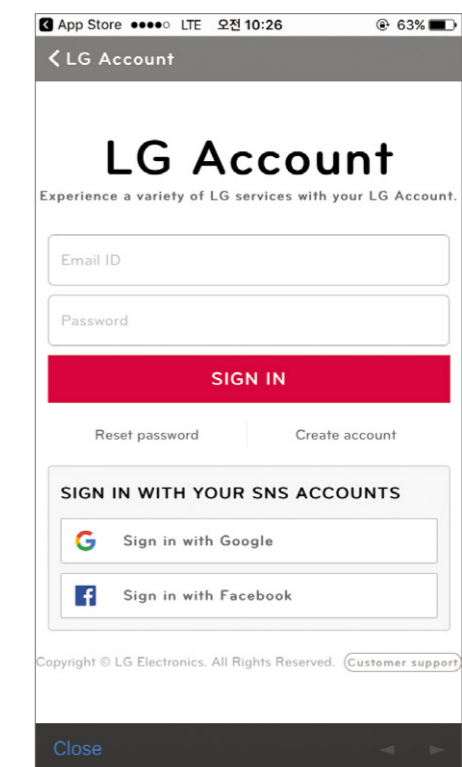 App Store LTE 오전 10:26 63%
LG Account
LG Account
Experience a variety of LG services with your LG Account.
Email ID
Password
SIGN IN
Reset password Create account
SIGN IN WITH YOUR SNS ACCOUNTS
Sign in with Google
Sign in with Facebook
Copyright © LG Electronics. All Rights Reserved. Customer support
Close